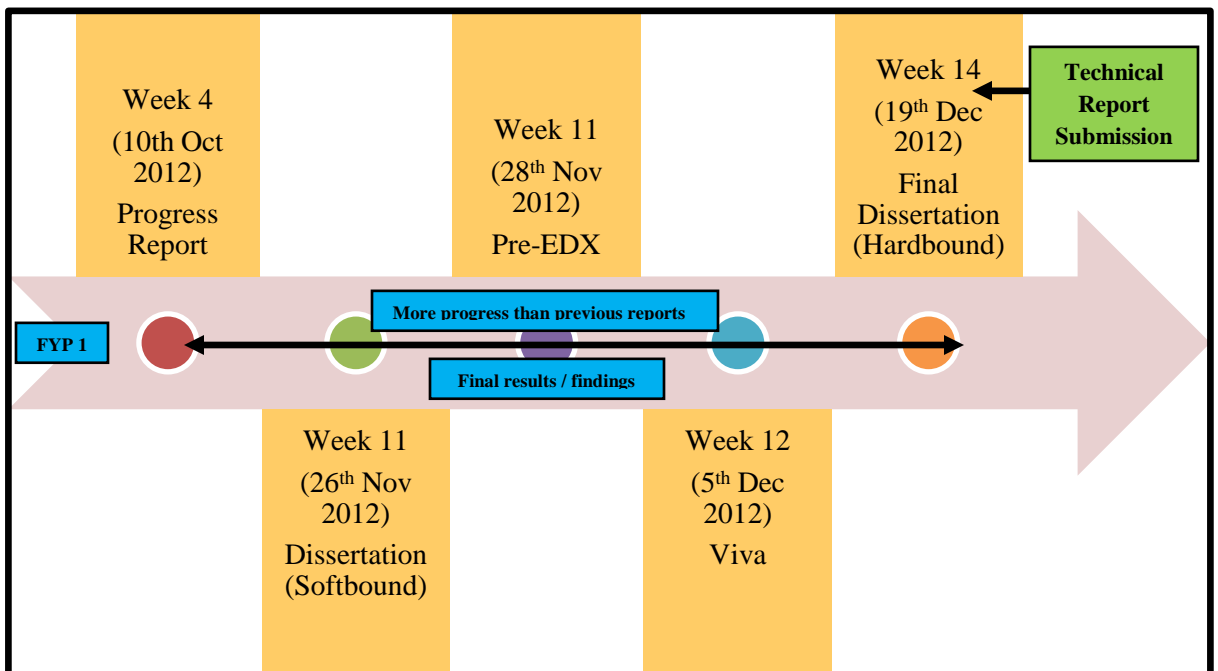 Week 4
(10th Oct
2012)
Progress
Report
Week 11
(28th Nov
2012)
Pre-EDX
Week 14
(19th Dec
2012)
Final
Dissertation
(Hardbound)
Technical
Report
Submission
FYP 1
More progress than previous reports
Final results / findings
Week 11
(26th Nov
2012)
Dissertation
(Softbound)
Week 12
(5th Dec
2012)
Viva